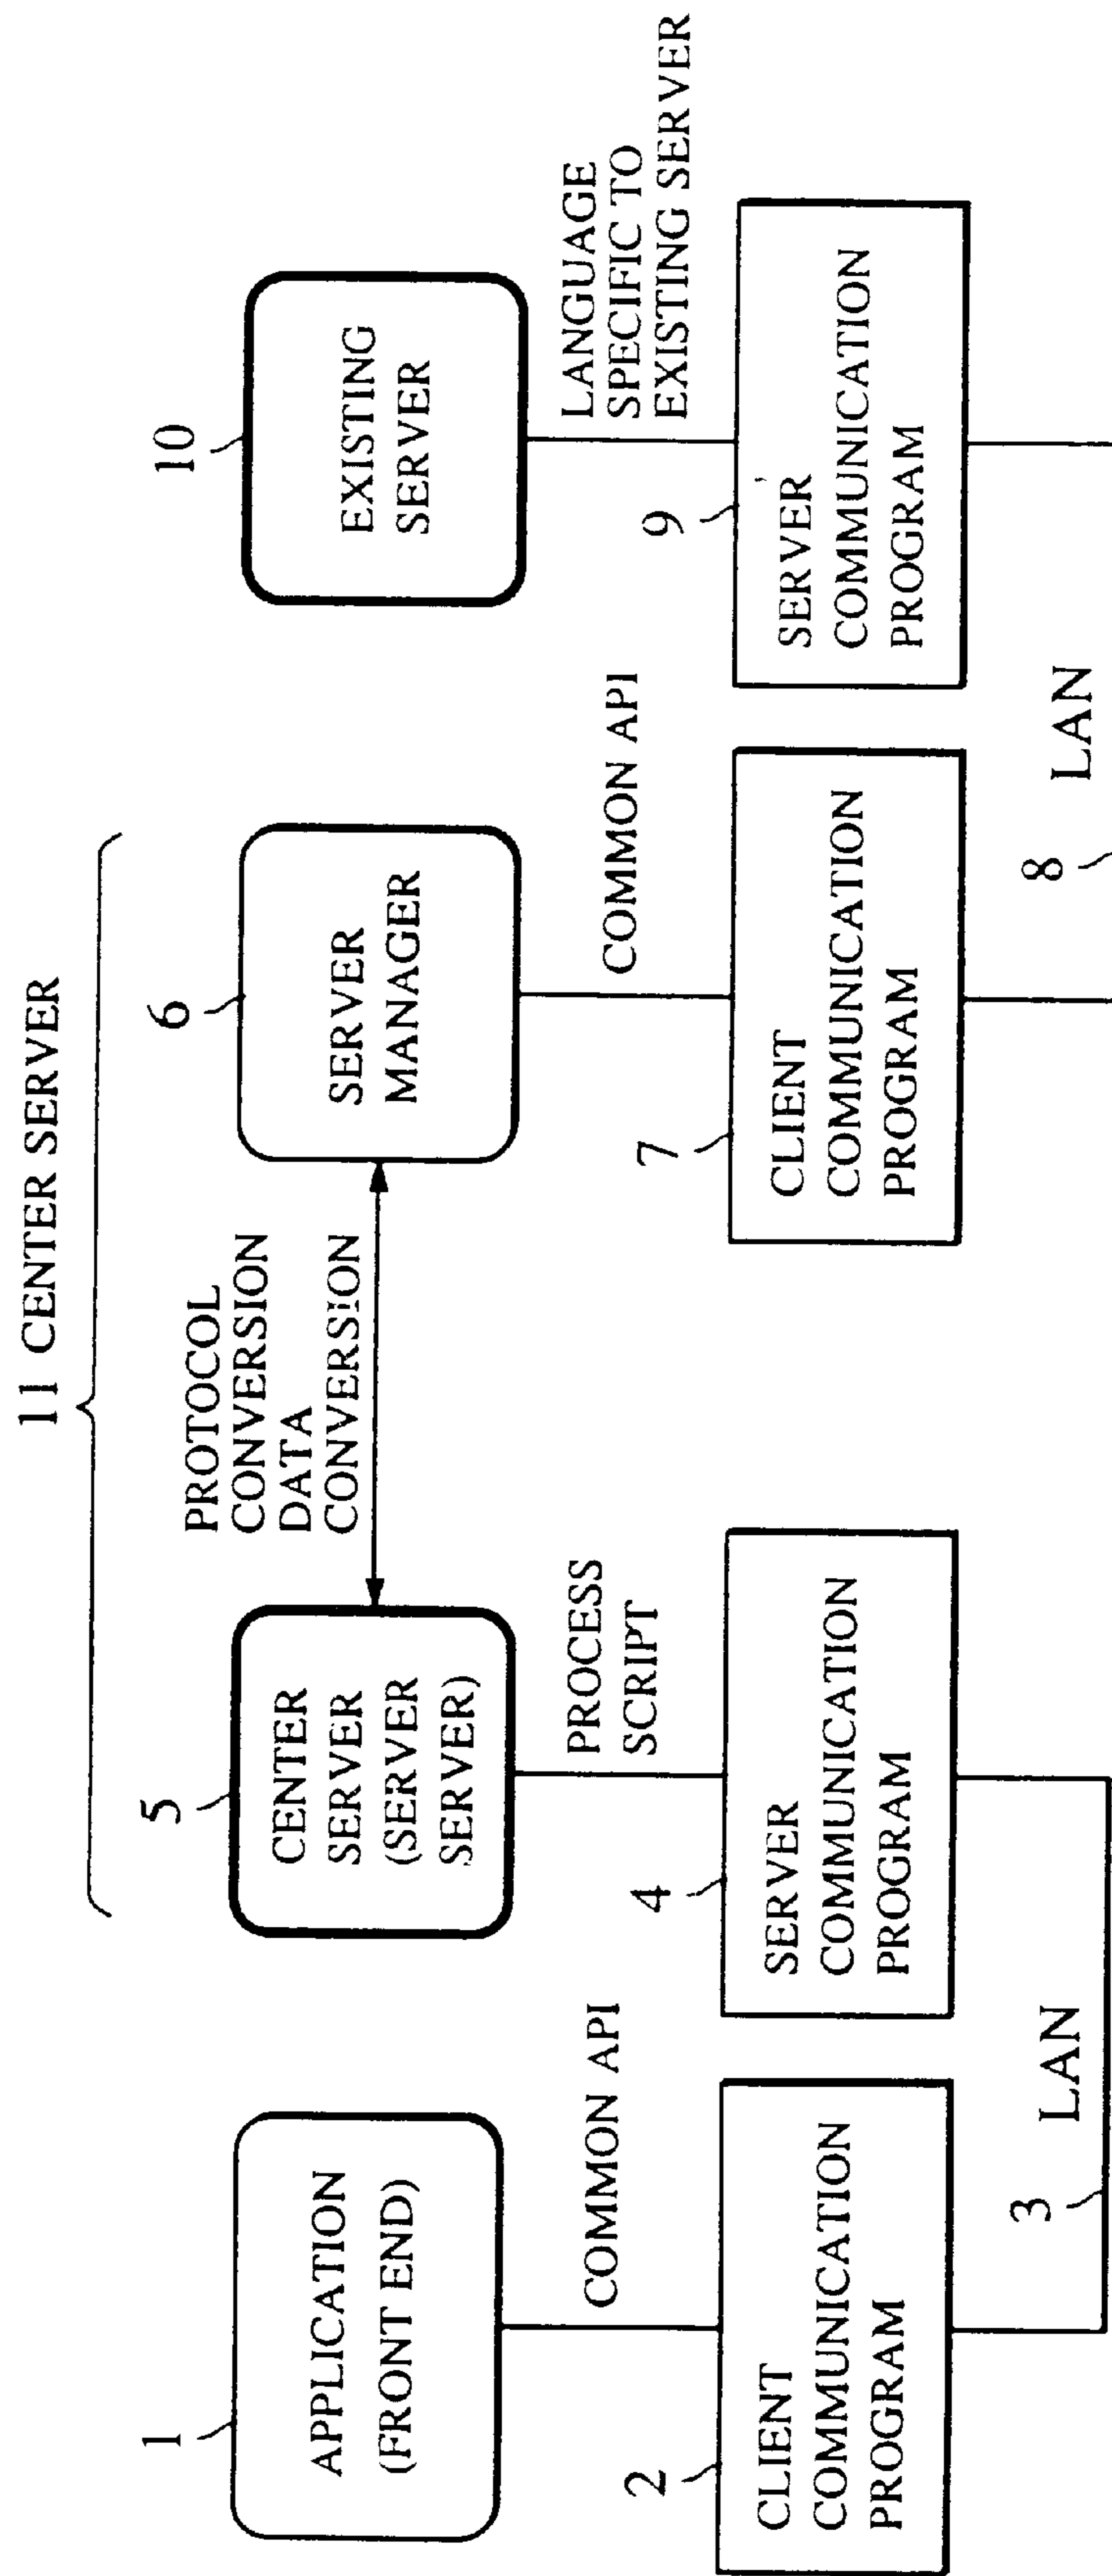 11 CENTER SERVER
1
APPLICATION
(FRONT END)
COMMON API
2
CLIENT
COMMUNICATION
PROGRAM
3
LAN
5
CENTER
SERVER
(SERVER
SERVER)
PROCESS
SCRIPT
4
SERVER
COMMUNICATION
PROGRAM
PROTOCOL
CONVERSION
DATA
CONVERSION
6
SERVER
MANAGER
COMMON API
7
CLIENT
COMMUNICATION
PROGRAM
8
LAN
10
EXISTING
SERVER
LANGUAGE
SPECIFIC TO
EXISTING SERVER
9
SERVER
COMMUNICATION
PROGRAM